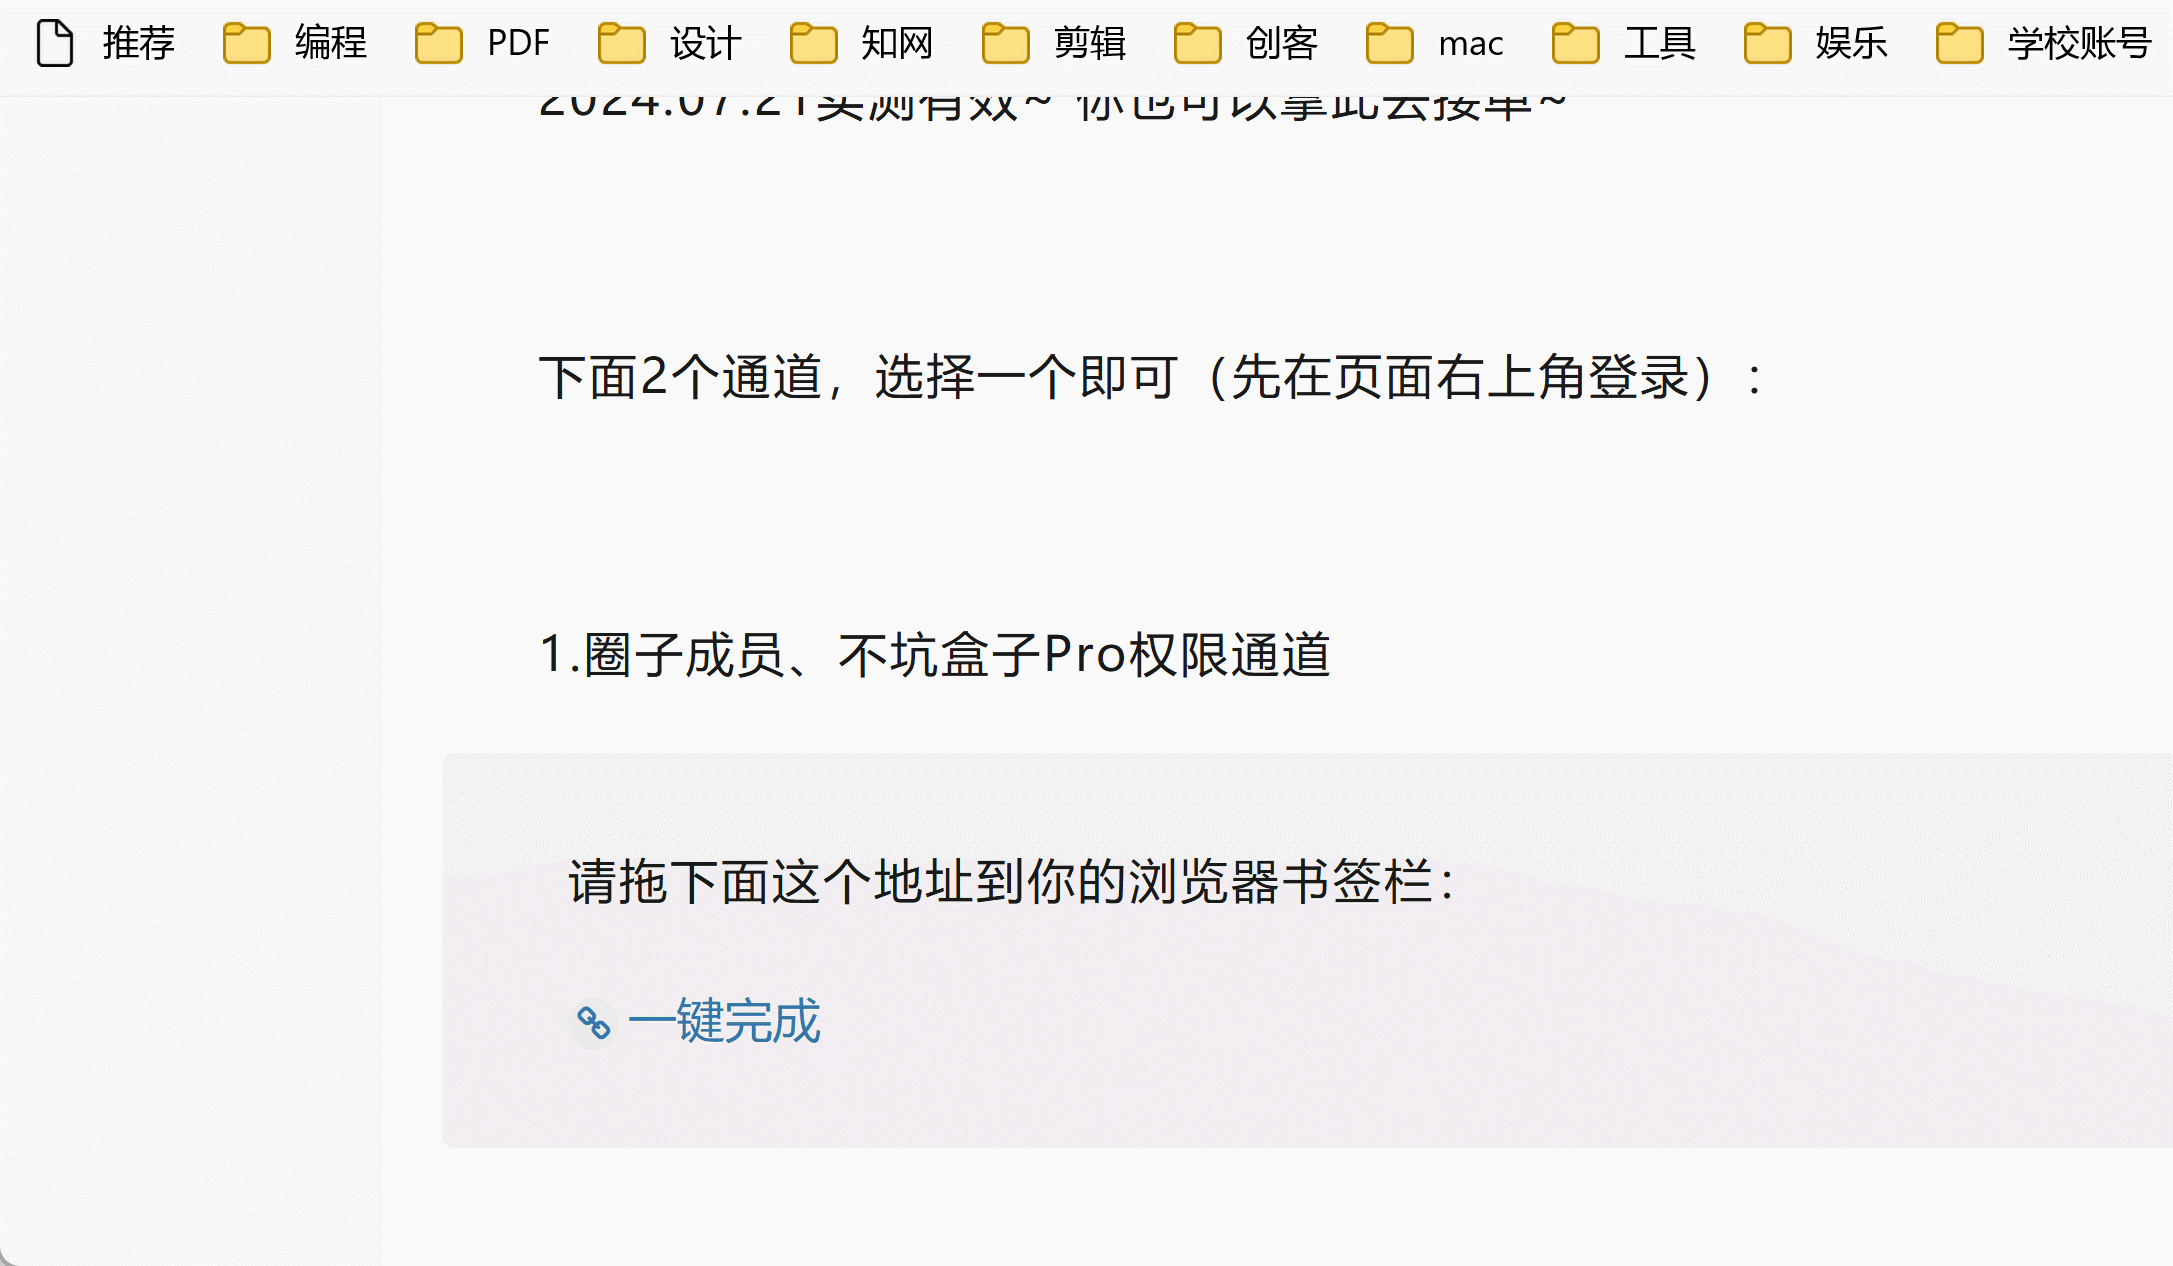 推荐 编程 PDF 设计 知网 剪辑 创客 mac 工具 娱乐 学校账号
2024.07.21实测有效~ 你也可以拿此去接单~
下面2个通道，选择一个即可（先在页面右上角登录）：
1.圈子成员、不坑盒子Pro权限通道
请拖下面这个地址到你的浏览器书签栏：
一键完成